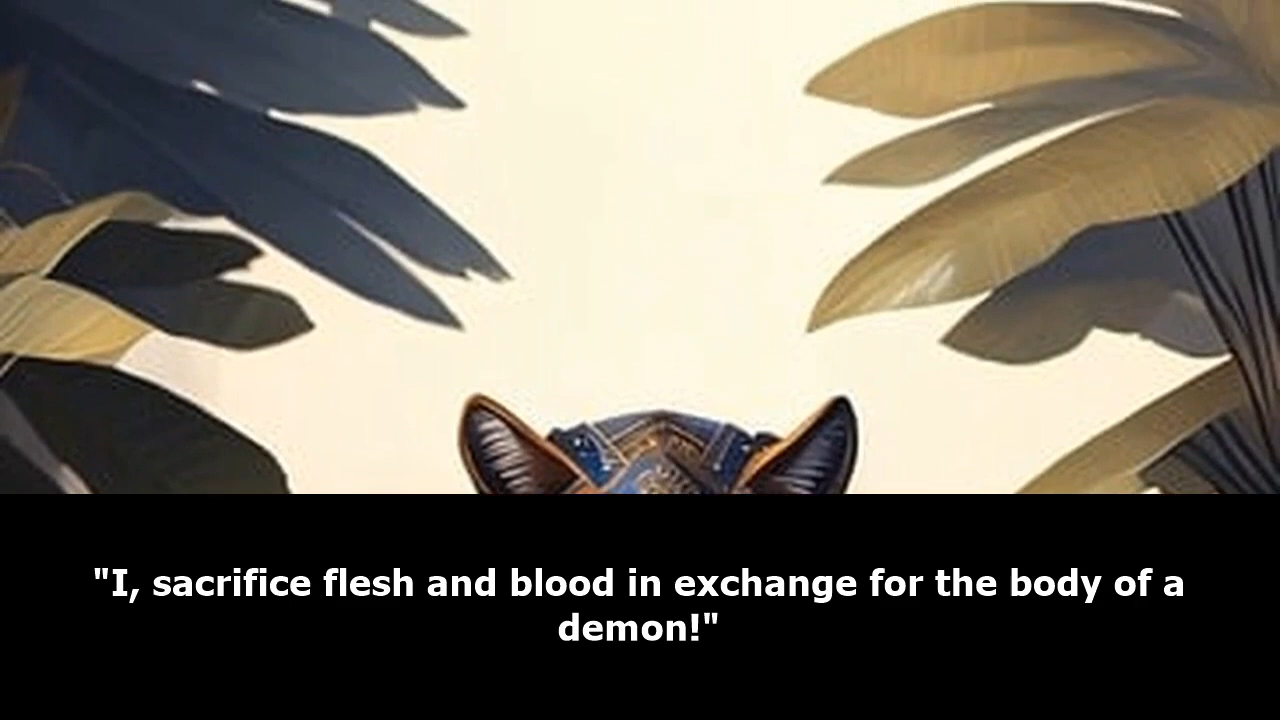 "I, sacrifice flesh and blood in exchange for the body of a
demon!"